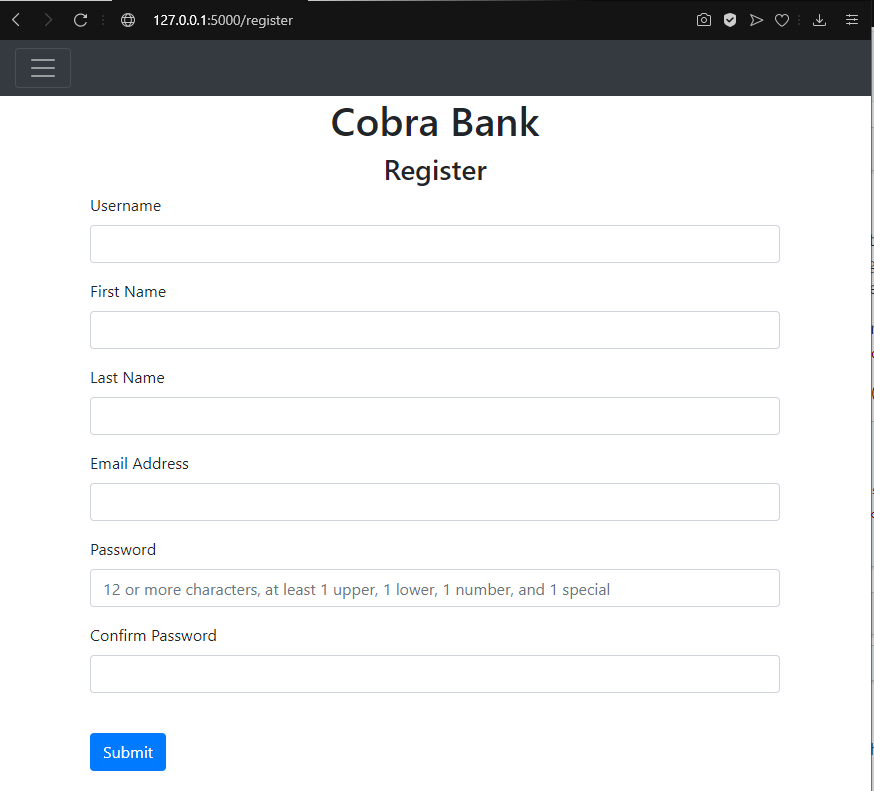 127.0.0.1:5000/register
Cobra Bank
Register
Username
First Name
Last Name
Email Address
Password
12 or more characters, at least 1 upper, 1 lower, 1 number, and 1 special
Confirm Password
Submit